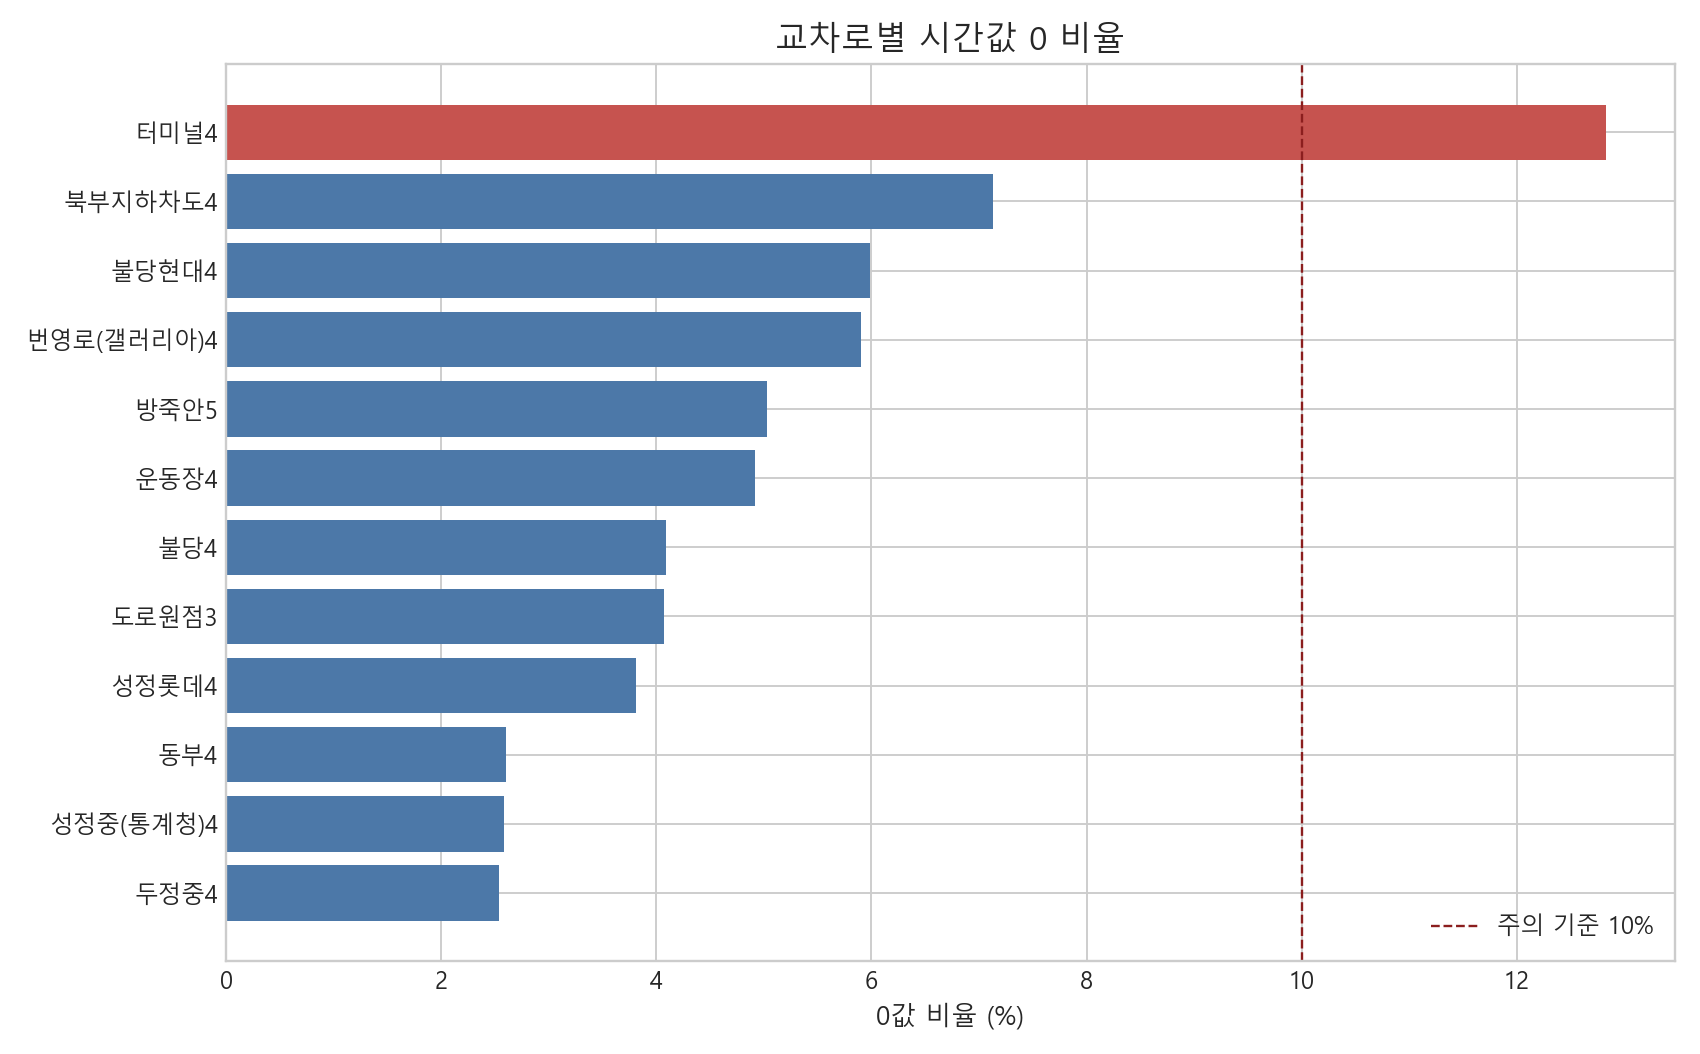 교차로별 시간값 0 비율
터미널4
북부지하차도4
불당현대4
번영로(갤러리아)4
방죽안5
운동장4
불당4
도로원점3
성정롯데4
동부4
성정중(통계청)4
두정중4
주의 기준 10%
0 2 4 6 8 10 12
0값 비율 (%)